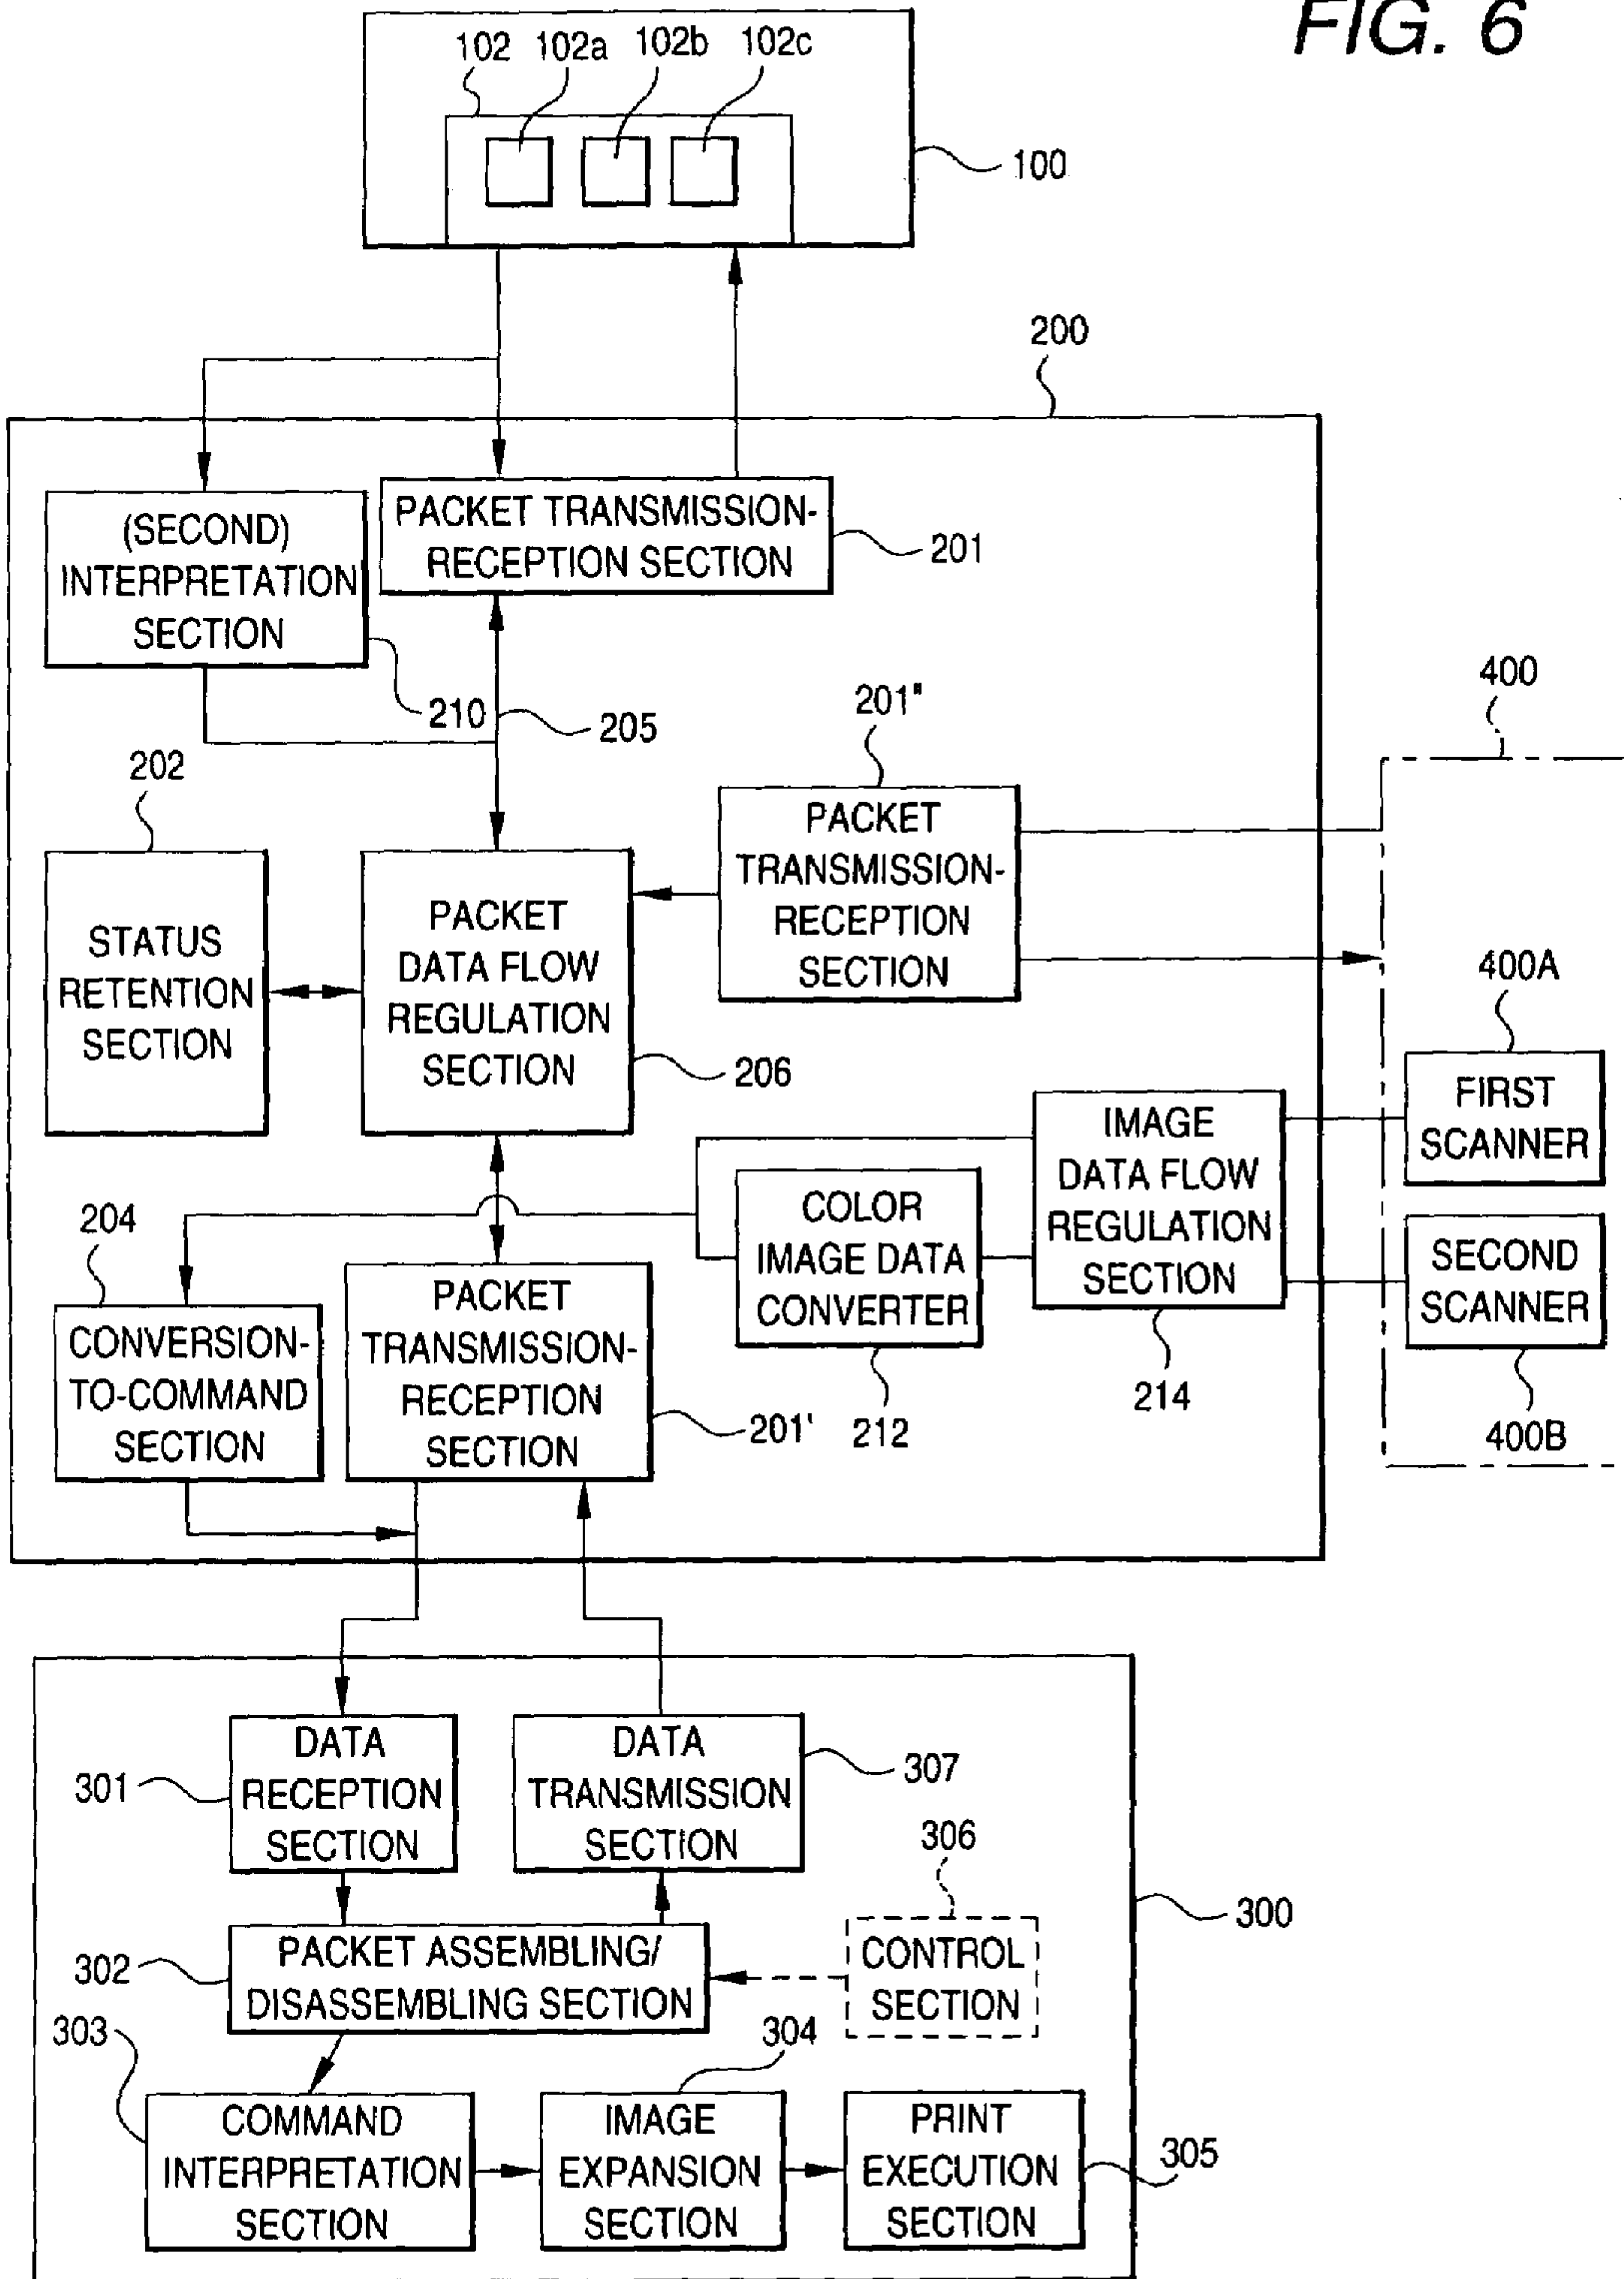 FIG. 6
102 102a 102b 102c
100
200
(SECOND)
INTERPRETATION
SECTION
210
PACKET TRANSMISSION-
RECEPTION SECTION
201
205
202
STATUS
RETENTION
SECTION
PACKET
DATA FLOW
REGULATION
SECTION
206
201"
PACKET
TRANSMISSION-
RECEPTION
SECTION
400
400A
FIRST
SCANNER
SECOND
SCANNER
400B
IMAGE
DATA FLOW
REGULATION
SECTION
214
COLOR
IMAGE DATA
CONVERTER
212
204
CONVERSION-
TO-COMMAND
SECTION
PACKET
TRANSMISSION-
RECEPTION
SECTION
201'
301
DATA
RECEPTION
SECTION
DATA
TRANSMISSION
SECTION
307
306
CONTROL
SECTION
300
302
PACKET ASSEMBLING/
DISASSEMBLING SECTION
303
COMMAND
INTERPRETATION
SECTION
304
IMAGE
EXPANSION
SECTION
PRINT
EXECUTION
SECTION
305